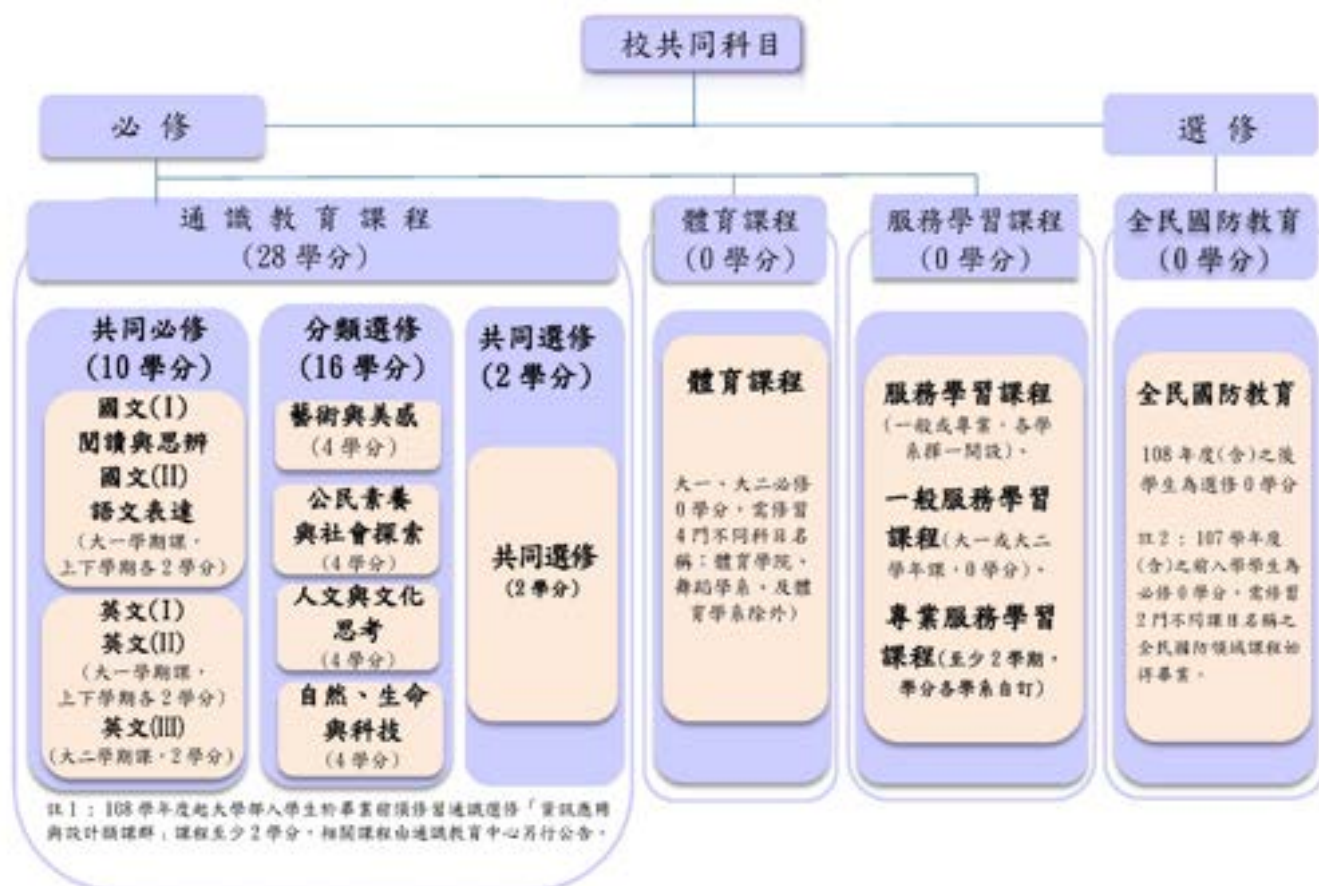 校共同科目
必 修
選 修
通 識 教 育 課 程
(28 學分)
體育課程
(0 學分)
服務學習課程
(0 學分)
全民國防教育
(0 學分)
共同必修
(10 學分)
國文(I)
閱讀與思辨
國文(II)
語文表達
(大一學期課,
上下學期各2學分)
英文(I)
英文(II)
(大一學期課,
上下學期各2學分)
英文(III)
(大二學期課,2學分)
分類選修
(16 學分)
藝術與美感
(4 學分)
公民素養
與社會探索
(4 學分)
人文與文化
思考
(4 學分)
自然、生命
與科技
(4 學分)
共同選修
(2 學分)
共同選修
(2 學分)
註1:108學年度起大學部入學生於畢業前須修習通識選修「資訊應用
與設計類課群」課程至少2學分,相關課程由通識教育中心另行公告。
體育課程
大一、大二必修
0學分,需修習
4門不同科目名
稱;體育學院、
舞蹈學系、及體
育學系除外)
服務學習課程
(一般或專業,各學
系擇一開設)。
一般服務學習
課程(大一或大二
學年課,0學分)。
專業服務學習
課程(至少2學期,
學分各學系自訂)
全民國防教育
108年度(含)之後
學生為選修0學分
註2:107學年度
(含)之前入學學生為
必修0學分,需修習
2門不同課目名稱之
全民國防領域課程始
得畢業。